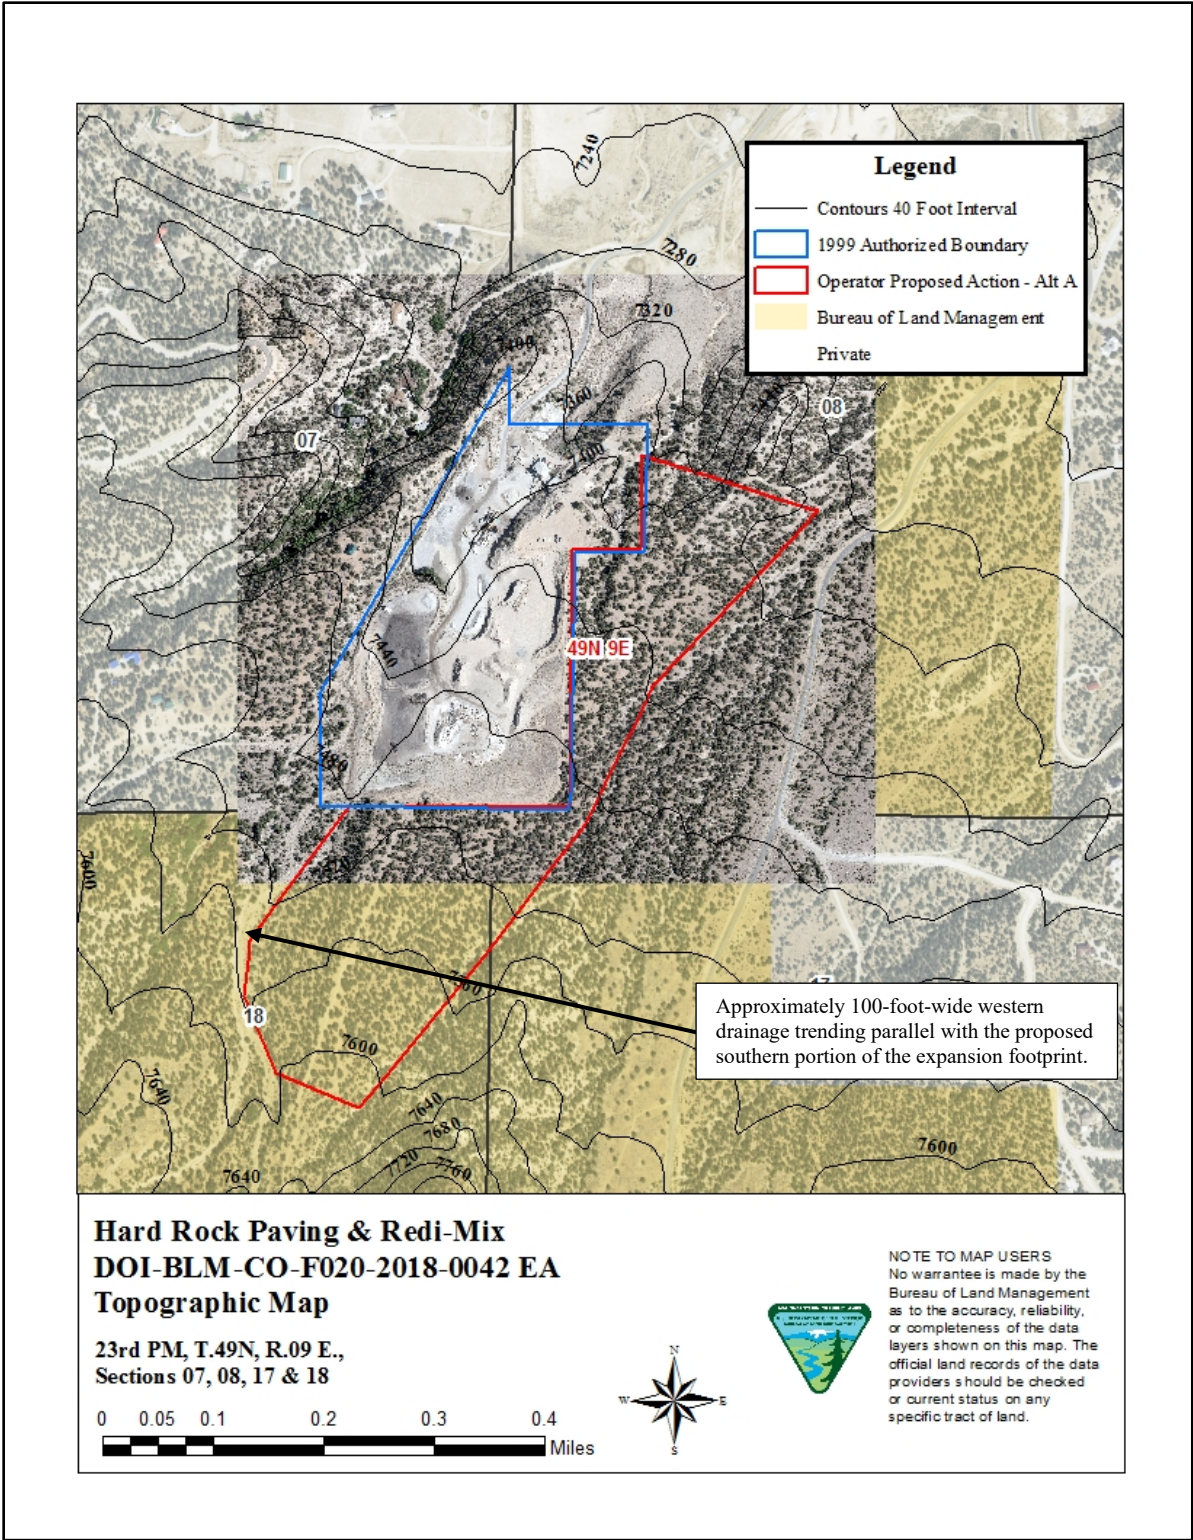 7240
Legend
Contours 40 Foot Interval
1999 Authorized Boundary
Operator Proposed Action - Alt A
Bureau of Land Management
Private
7280
7320
7400
7360
08
07
7400
49N 9E
7440
7480
7600
7560
18
7600
17
Approximately 100-foot-wide western
drainage trending parallel with the proposed
southern portion of the expansion footprint.
7640
7640
7680
7720
7760
7640
7600
Hard Rock Paving & Redi-Mix
DOI-BLM-CO-F020-2018-0042 EA
Topographic Map
23rd PM, T.49N, R.09 E.,
Sections 07, 08, 17 & 18
0 0.05 0.1 0.2 0.3 0.4
Miles
N
W E
S
NOTE TO MAP USERS
No warrantee is made by the
Bureau of Land Management
as to the accuracy, reliability,
or completeness of the data
layers shown on this map. The
official land records of the data
providers should be checked
or current status on any
specific tract of land.